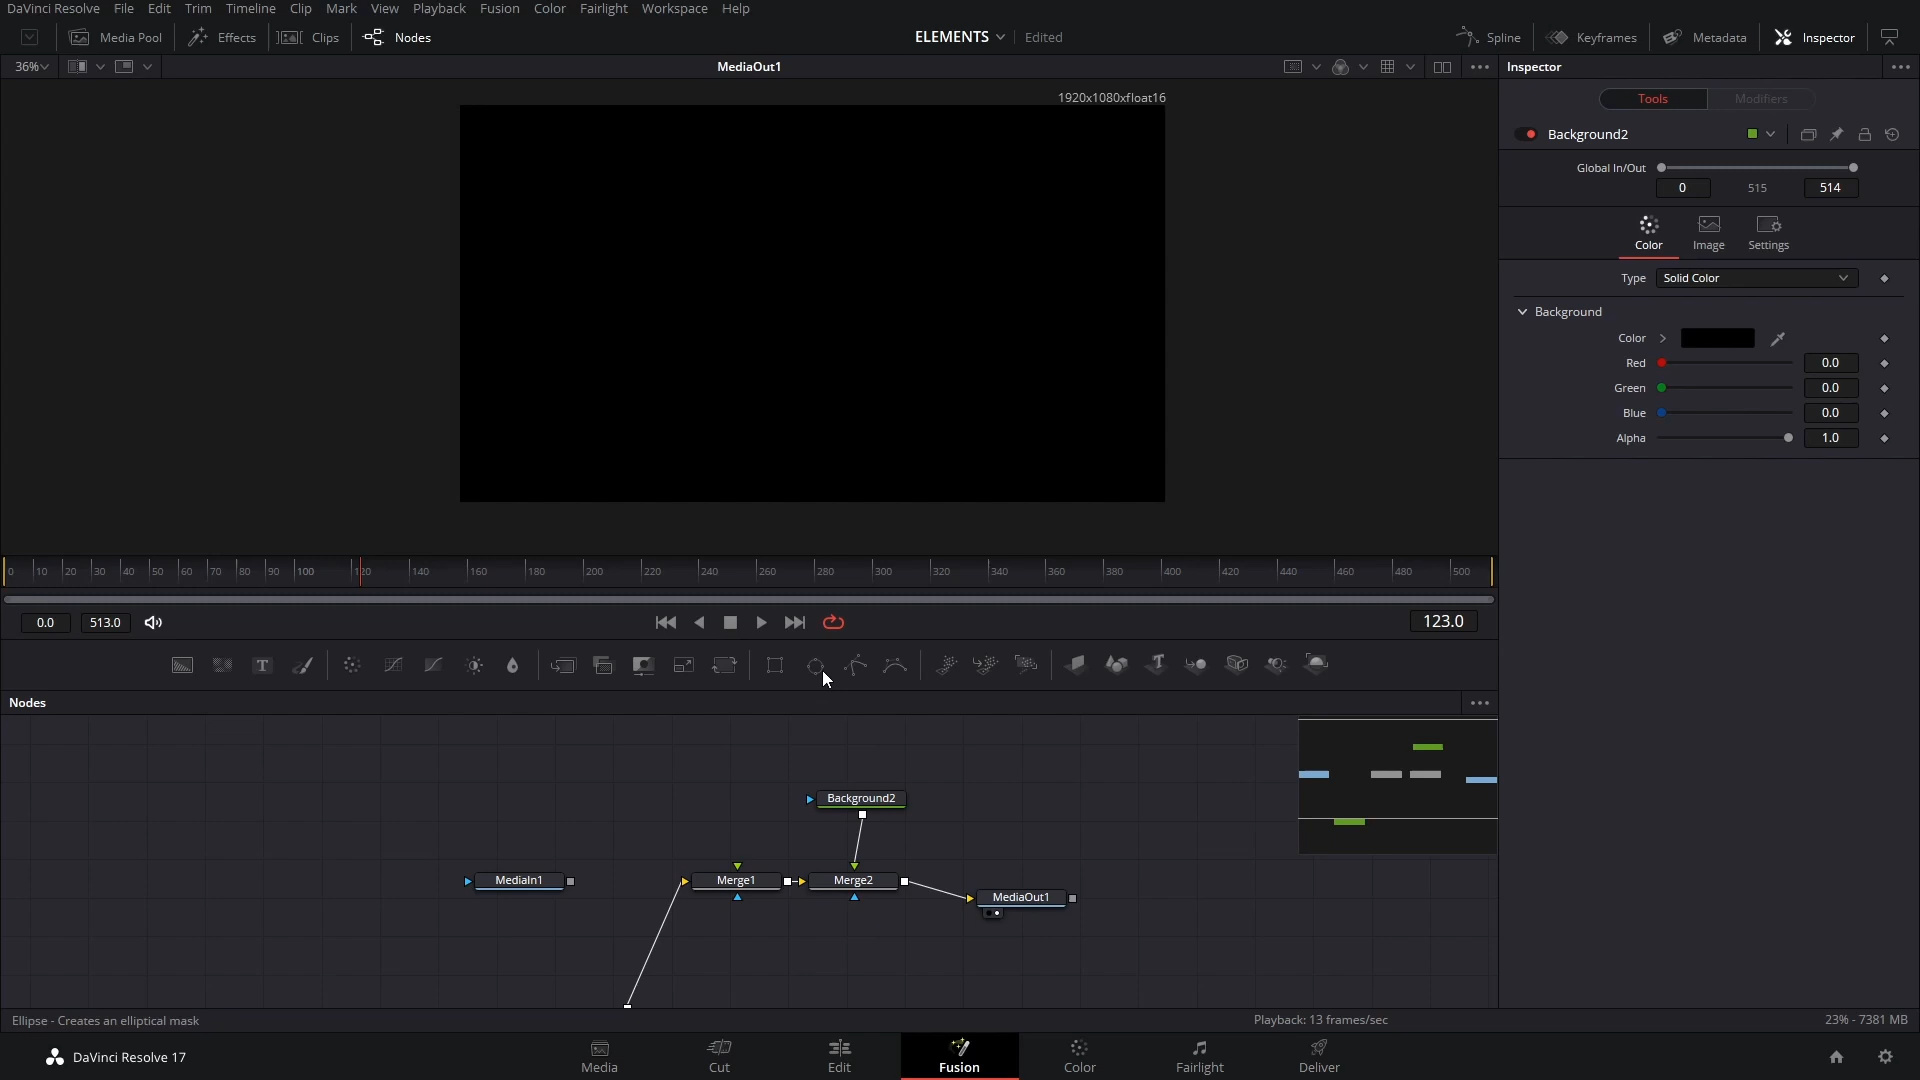 DaVinci Resolve File Edit Trim Timeline Clip Mark View Playback Fusion Color Fairlight Workspace Help
Media Pool Effects Clips Nodes ELEMENTS Edited Spline Keyframes Metadata Inspector
36% MediaOut1 Inspector
1920x1080xfloat16
Tools Modifiers
Background2
Global In/Out
0 515 514
Color Image Settings
Type Solid Color
Background
Color
Red 0.0
Green 0.0
Blue 0.0
Alpha 1.0
0 10 20 30 40 50 60 70 80 90 100 120 140 160 180 200 220 240 260 280 300 320 340 360 380 400 420 440 460 480 500
0.0 513.0 123.0
T T
Nodes
Background2
MediaIn1 Merge1 Merge2
MediaOut1
Ellipse - Creates an elliptical mask Playback: 13 frames/sec 23% - 7381 MB
DaVinci Resolve 17 Media Cut Edit Fusion Color Fairlight Deliver